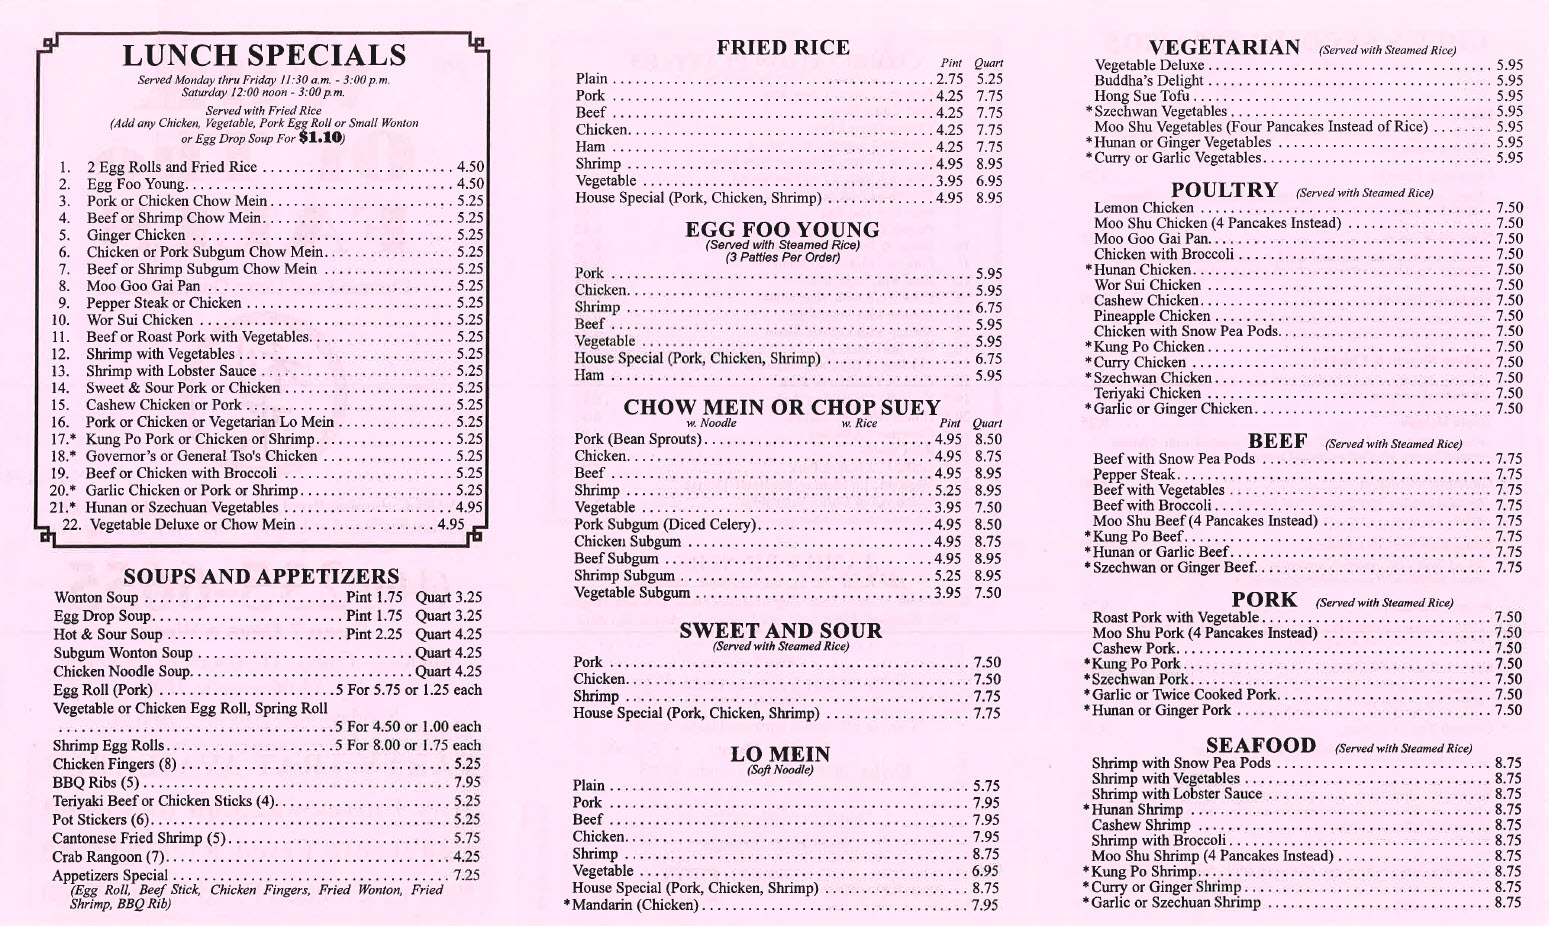 LUNCH SPECIALS
Served Monday thru Friday 11:30 a.m. - 3:00 p.m.
Saturday 12:00 noon - 3:00 p.m.
Served with Fried Rice
(Add any Chicken, Vegetable, Pork Egg Roll or Small Wonton
or Egg Drop Soup For $1.10)
1. 2 Egg Rolls and Fried Rice 4.50
2. Egg Foo Young 4.50
3. Pork or Chicken Chow Mein 5.25
4. Beef or Shrimp Chow Mein 5.25
5. Ginger Chicken 5.25
6. Chicken or Pork Subgum Chow Mein 5.25
7. Beef or Shrimp Subgum Chow Mein 5.25
8. Moo Goo Gai Pan 5.25
9. Pepper Steak or Chicken 5.25
10. Wor Sui Chicken 5.25
11. Beef or Roast Pork with Vegetables 5.25
12. Shrimp with Vegetables 5.25
13. Shrimp with Lobster Sauce 5.25
14. Sweet & Sour Pork or Chicken 5.25
15. Cashew Chicken or Pork 5.25
16. Pork or Chicken or Vegetarian Lo Mein 5.25
17.* Kung Po Pork or Chicken or Shrimp 5.25
18.* Governor's or General Tso's Chicken 5.25
19. Beef or Chicken with Broccoli 5.25
20.* Garlic Chicken or Pork or Shrimp 5.25
21.* Hunan or Szechuan Vegetables 4.95
22. Vegetable Deluxe or Chow Mein 4.95
SOUPS AND APPETIZERS
Wonton Soup Pint 1.75 Quart 3.25
Egg Drop Soup Pint 1.75 Quart 3.25
Hot & Sour Soup Pint 2.25 Quart 4.25
Subgum Wonton Soup Quart 4.25
Chicken Noodle Soup Quart 4.25
Egg Roll (Pork) 5 For 5.75 or 1.25 each
Vegetable or Chicken Egg Roll, Spring Roll
5 For 4.50 or 1.00 each
Shrimp Egg Rolls 5 For 8.00 or 1.75 each
Chicken Fingers (8) 5.25
BBQ Ribs (5) 7.95
Teriyaki Beef or Chicken Sticks (4) 5.25
Pot Stickers (6) 5.25
Cantonese Fried Shrimp (5) 5.75
Crab Rangoon (7) 4.25
Appetizers Special 7.25
(Egg Roll, Beef Stick, Chicken Fingers, Fried Wonton, Fried
Shrimp, BBQ Rib)
FRIED RICE
Pint Quart
Plain 2.75 5.25
Pork 4.25 7.75
Beef 4.25 7.75
Chicken 4.25 7.75
Ham 4.25 7.75
Shrimp 4.95 8.95
Vegetable 3.95 6.95
House Special (Pork, Chicken, Shrimp) 4.95 8.95
EGG FOO YOUNG
(Served with Steamed Rice)
(3 Patties Per Order)
Pork 5.95
Chicken 5.95
Shrimp 6.75
Beef 5.95
Vegetable 5.95
House Special (Pork, Chicken, Shrimp) 6.75
Ham 5.95
CHOW MEIN OR CHOP SUEY
w. Noodle w. Rice Pint Quart
Pork (Bean Sprouts) 4.95 8.50
Chicken 4.95 8.75
Beef 4.95 8.95
Shrimp 5.25 8.95
Vegetable 3.95 7.50
Pork Subgum (Diced Celery) 4.95 8.50
Chicken Subgum 4.95 8.75
Beef Subgum 4.95 8.95
Shrimp Subgum 5.25 8.95
Vegetable Subgum 3.95 7.50
SWEET AND SOUR
(Served with Steamed Rice)
Pork 7.50
Chicken 7.50
Shrimp 7.75
House Special (Pork, Chicken, Shrimp) 7.75
LO MEIN
(Soft Noodle)
Plain 5.75
Pork 7.95
Beef 7.95
Chicken 7.95
Shrimp 8.75
Vegetable 6.95
House Special (Pork, Chicken, Shrimp) 8.75
*Mandarin (Chicken) 7.95
VEGETARIAN (Served with Steamed Rice)
Vegetable Deluxe 5.95
Buddha's Delight 5.95
Hong Sue Tofu 5.95
*Szechwan Vegetables 5.95
Moo Shu Vegetables (Four Pancakes Instead of Rice) 5.95
*Hunan or Ginger Vegetables 5.95
*Curry or Garlic Vegetables 5.95
POULTRY (Served with Steamed Rice)
Lemon Chicken 7.50
Moo Shu Chicken (4 Pancakes Instead) 7.50
Moo Goo Gai Pan 7.50
Chicken with Broccoli 7.50
*Hunan Chicken 7.50
Wor Sui Chicken 7.50
Cashew Chicken 7.50
Pineapple Chicken 7.50
Chicken with Snow Pea Pods 7.50
*Kung Po Chicken 7.50
*Curry Chicken 7.50
*Szechwan Chicken 7.50
Teriyaki Chicken 7.50
*Garlic or Ginger Chicken 7.50
BEEF (Served with Steamed Rice)
Beef with Snow Pea Pods 7.75
Pepper Steak 7.75
Beef with Vegetables 7.75
Beef with Broccoli 7.75
Moo Shu Beef (4 Pancakes Instead) 7.75
*Kung Po Beef 7.75
*Hunan or Garlic Beef 7.75
*Szechwan or Ginger Beef 7.75
PORK (Served with Steamed Rice)
Roast Pork with Vegetable 7.50
Moo Shu Pork (4 Pancakes Instead) 7.50
Cashew Pork 7.50
*Kung Po Pork 7.50
*Szechwan Pork 7.50
*Garlic or Twice Cooked Pork 7.50
*Hunan or Ginger Pork 7.50
SEAFOOD (Served with Steamed Rice)
Shrimp with Snow Pea Pods 8.75
Shrimp with Vegetables 8.75
Shrimp with Lobster Sauce 8.75
*Hunan Shrimp 8.75
Cashew Shrimp 8.75
Shrimp with Broccoli 8.75
Moo Shu Shrimp (4 Pancakes Instead) 8.75
*Kung Po Shrimp 8.75
*Curry or Ginger Shrimp 8.75
*Garlic or Szechuan Shrimp 8.75